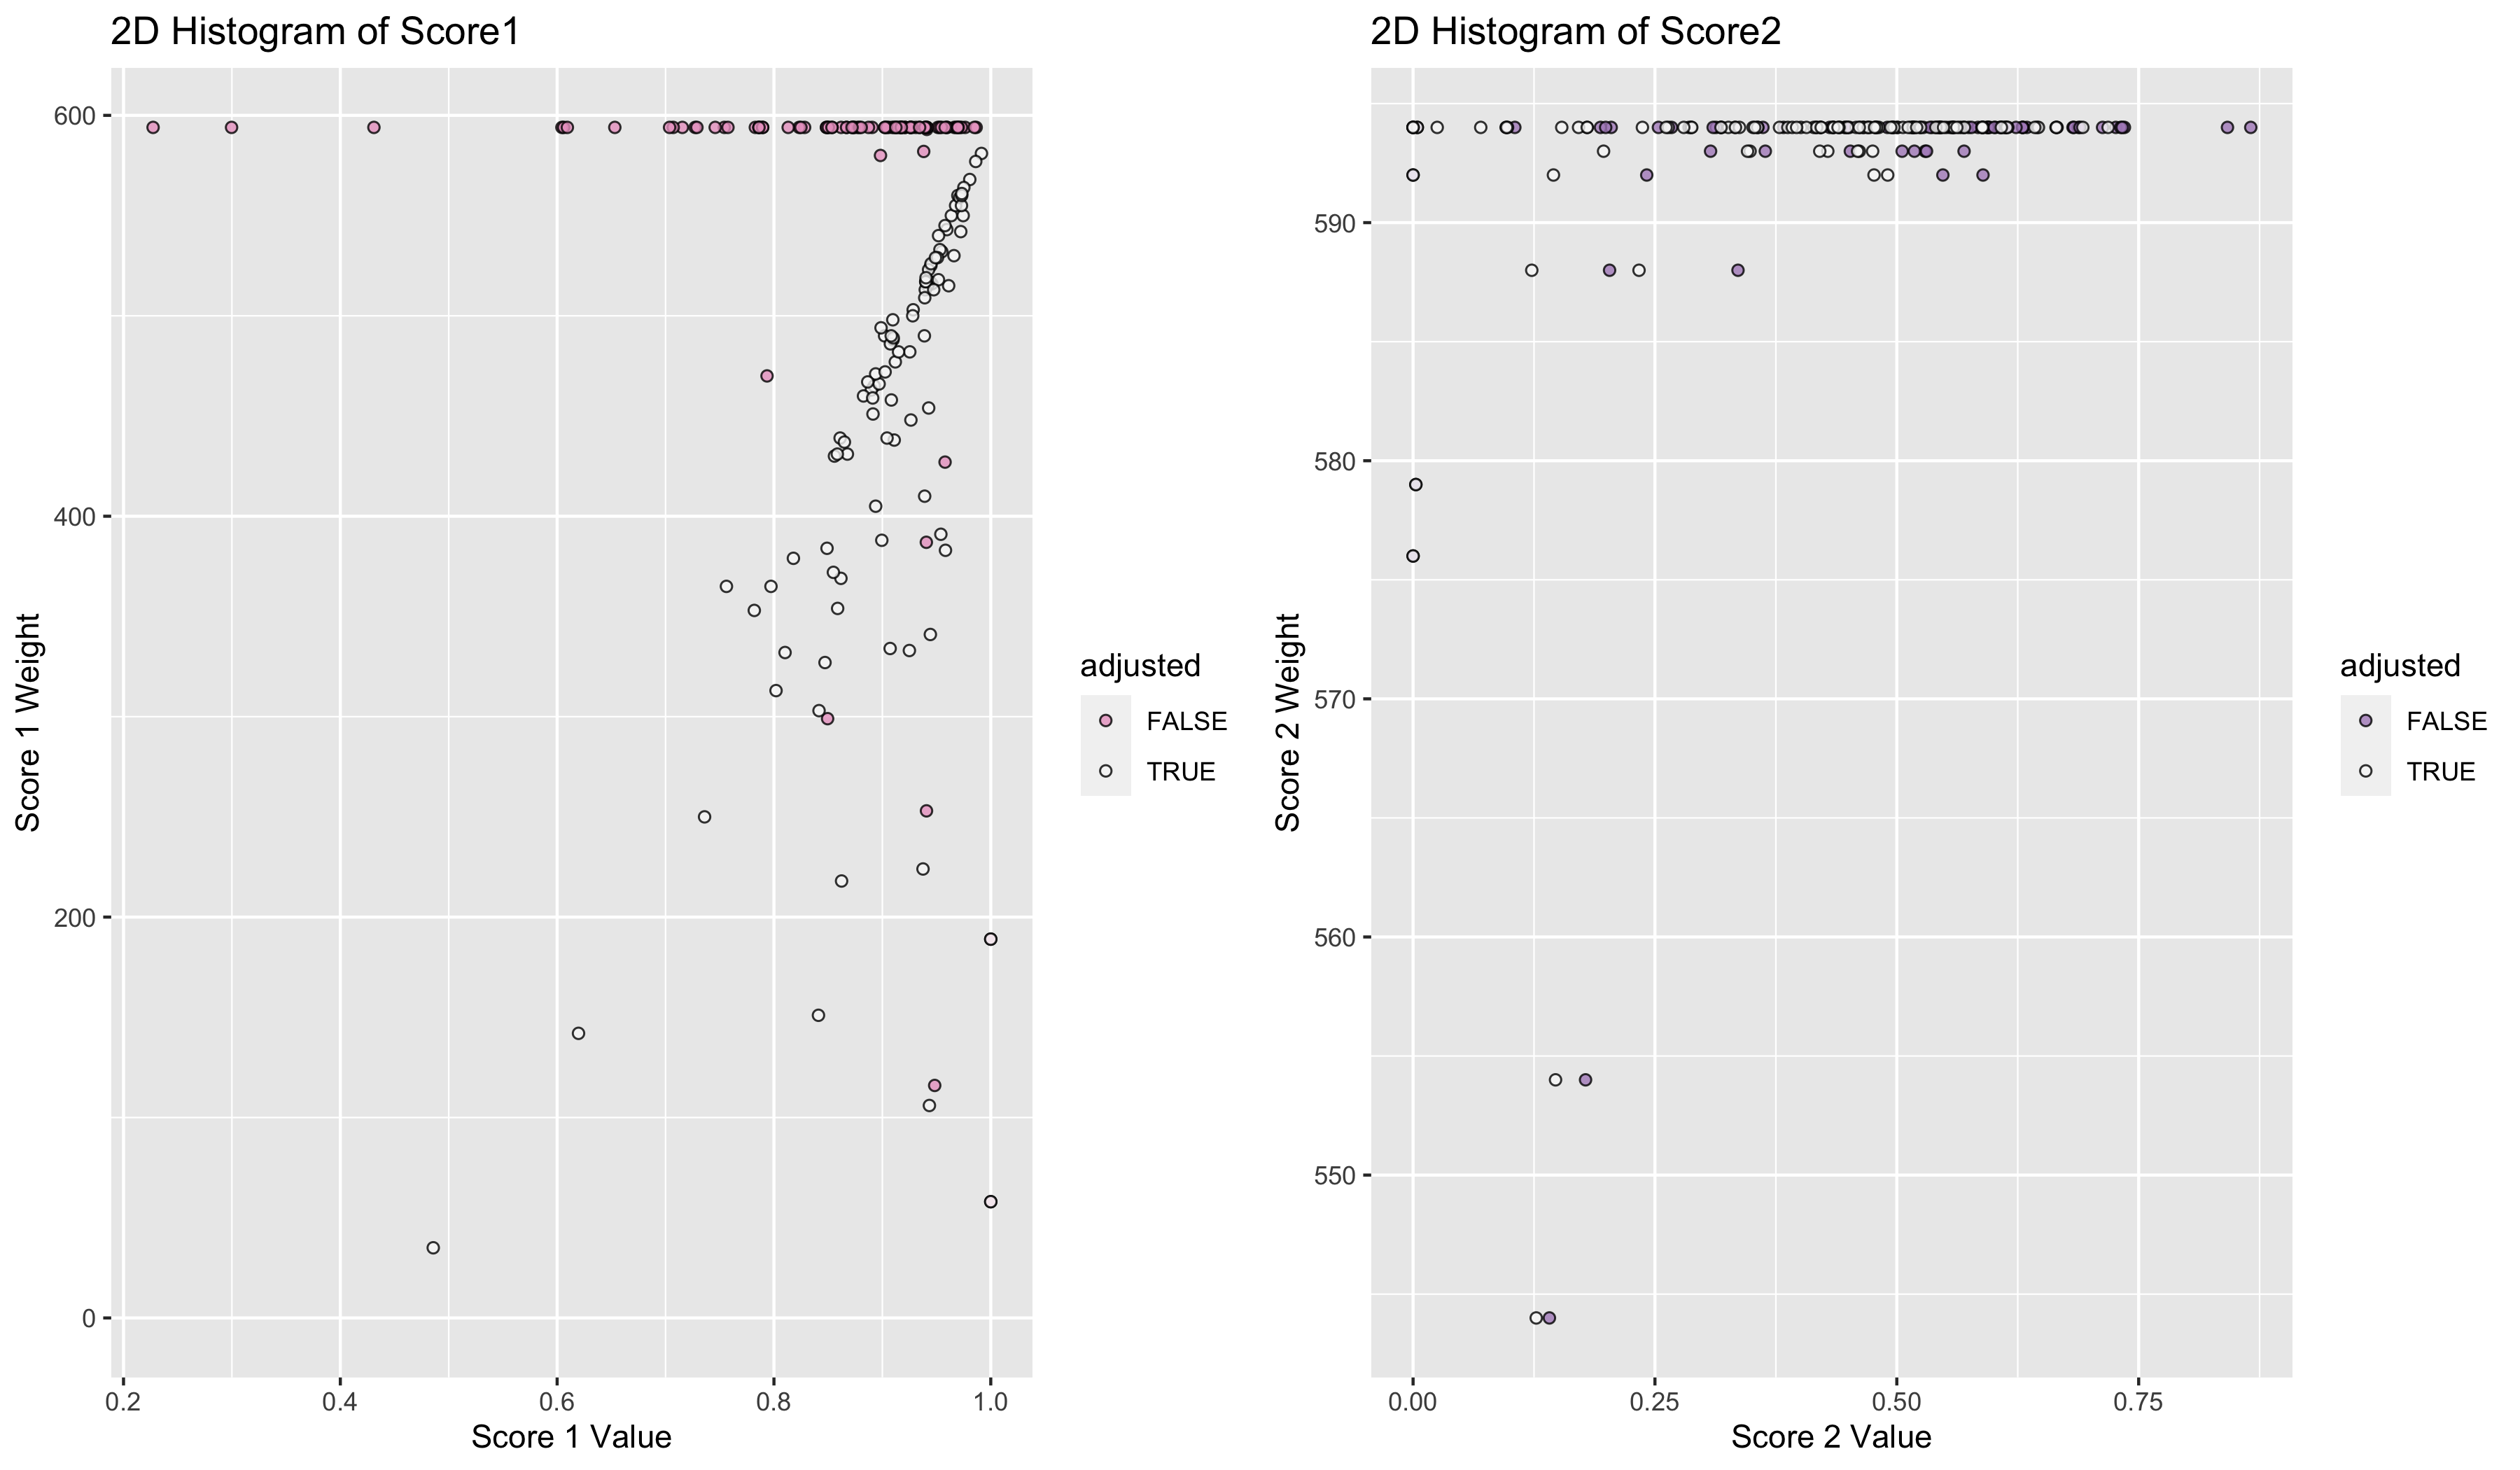 2D Histogram of Score1
Score 1 Weight
600
400
200
0
0.2 0.4 0.6 0.8 1.0
Score 1 Value
adjusted
FALSE
TRUE
2D Histogram of Score2
Score 2 Weight
590
580
570
560
550
0.00 0.25 0.50 0.75
Score 2 Value
adjusted
FALSE
TRUE